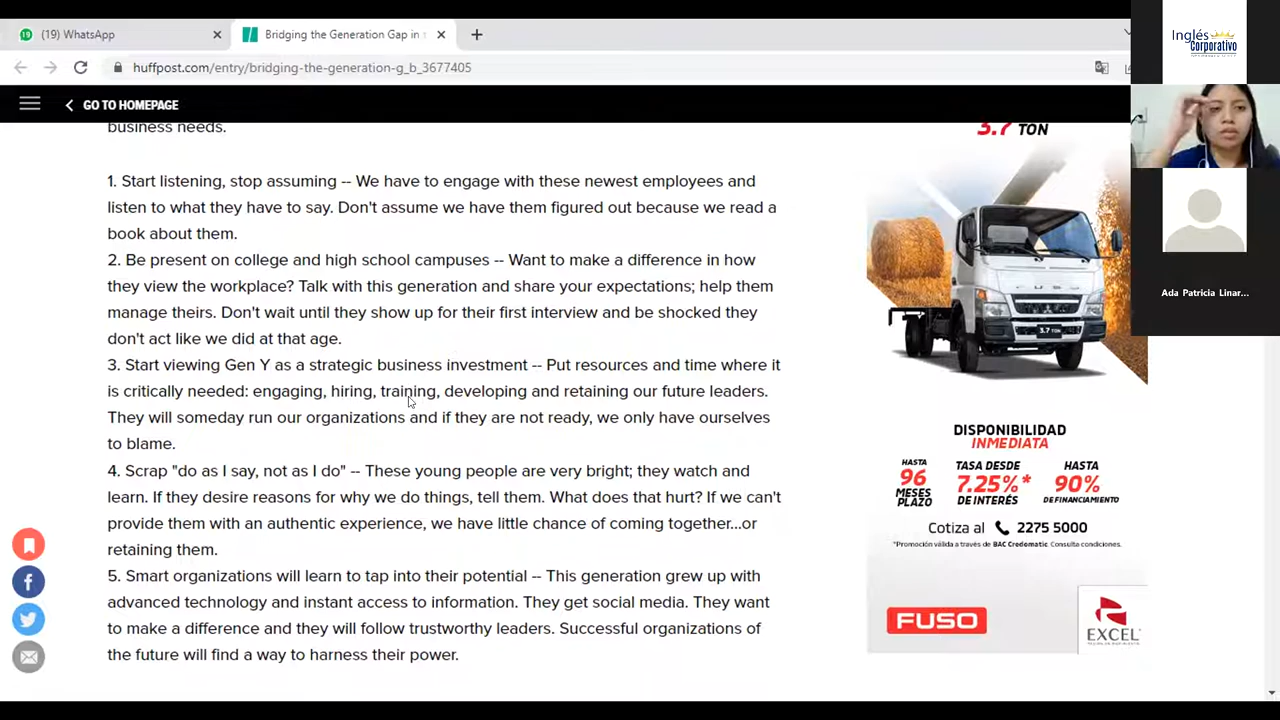 19
(19) WhatsApp
Bridging the Generation Gap in t
huffpost.com/entry/bridging-the-generation-g_b_3677405
GO TO HOMEPAGE
business needs.
1. Start listening, stop assuming -- We have to engage with these newest employees and
listen to what they have to say. Don't assume we have them figured out because we read a
book about them.
2. Be present on college and high school campuses -- Want to make a difference in how
they view the workplace? Talk with this generation and share your expectations; help them
manage theirs. Don't wait until they show up for their first interview and be shocked they
don't act like we did at that age.
3. Start viewing Gen Y as a strategic business investment -- Put resources and time where it
is critically needed: engaging, hiring, training, developing and retaining our future leaders.
They will someday run our organizations and if they are not ready, we only have ourselves
to blame.
4. Scrap "do as I say, not as I do" -- These young people are very bright; they watch and
learn. If they desire reasons for why we do things, tell them. What does that hurt? If we can't
provide them with an authentic experience, we have little chance of coming together...or
retaining them.
5. Smart organizations will learn to tap into their potential -- This generation grew up with
advanced technology and instant access to information. They get social media. They want
to make a difference and they will follow trustworthy leaders. Successful organizations of
the future will find a way to harness their power.
3.7 TON
FUSO
3.7 TON
DISPONIBILIDAD
INMEDIATA
HASTA
96
MESES
PLAZO
TASA DESDE
7.25%*
DE INTERÉS
HASTA
90%
DE FINANCIAMIENTO
Cotiza al 2275 5000
*Promoción válida a través de BAC Credomatic. Consulta condiciones.
FUSO
EXCEL
Inglés
Corporativo
Ada Patricia Linar...